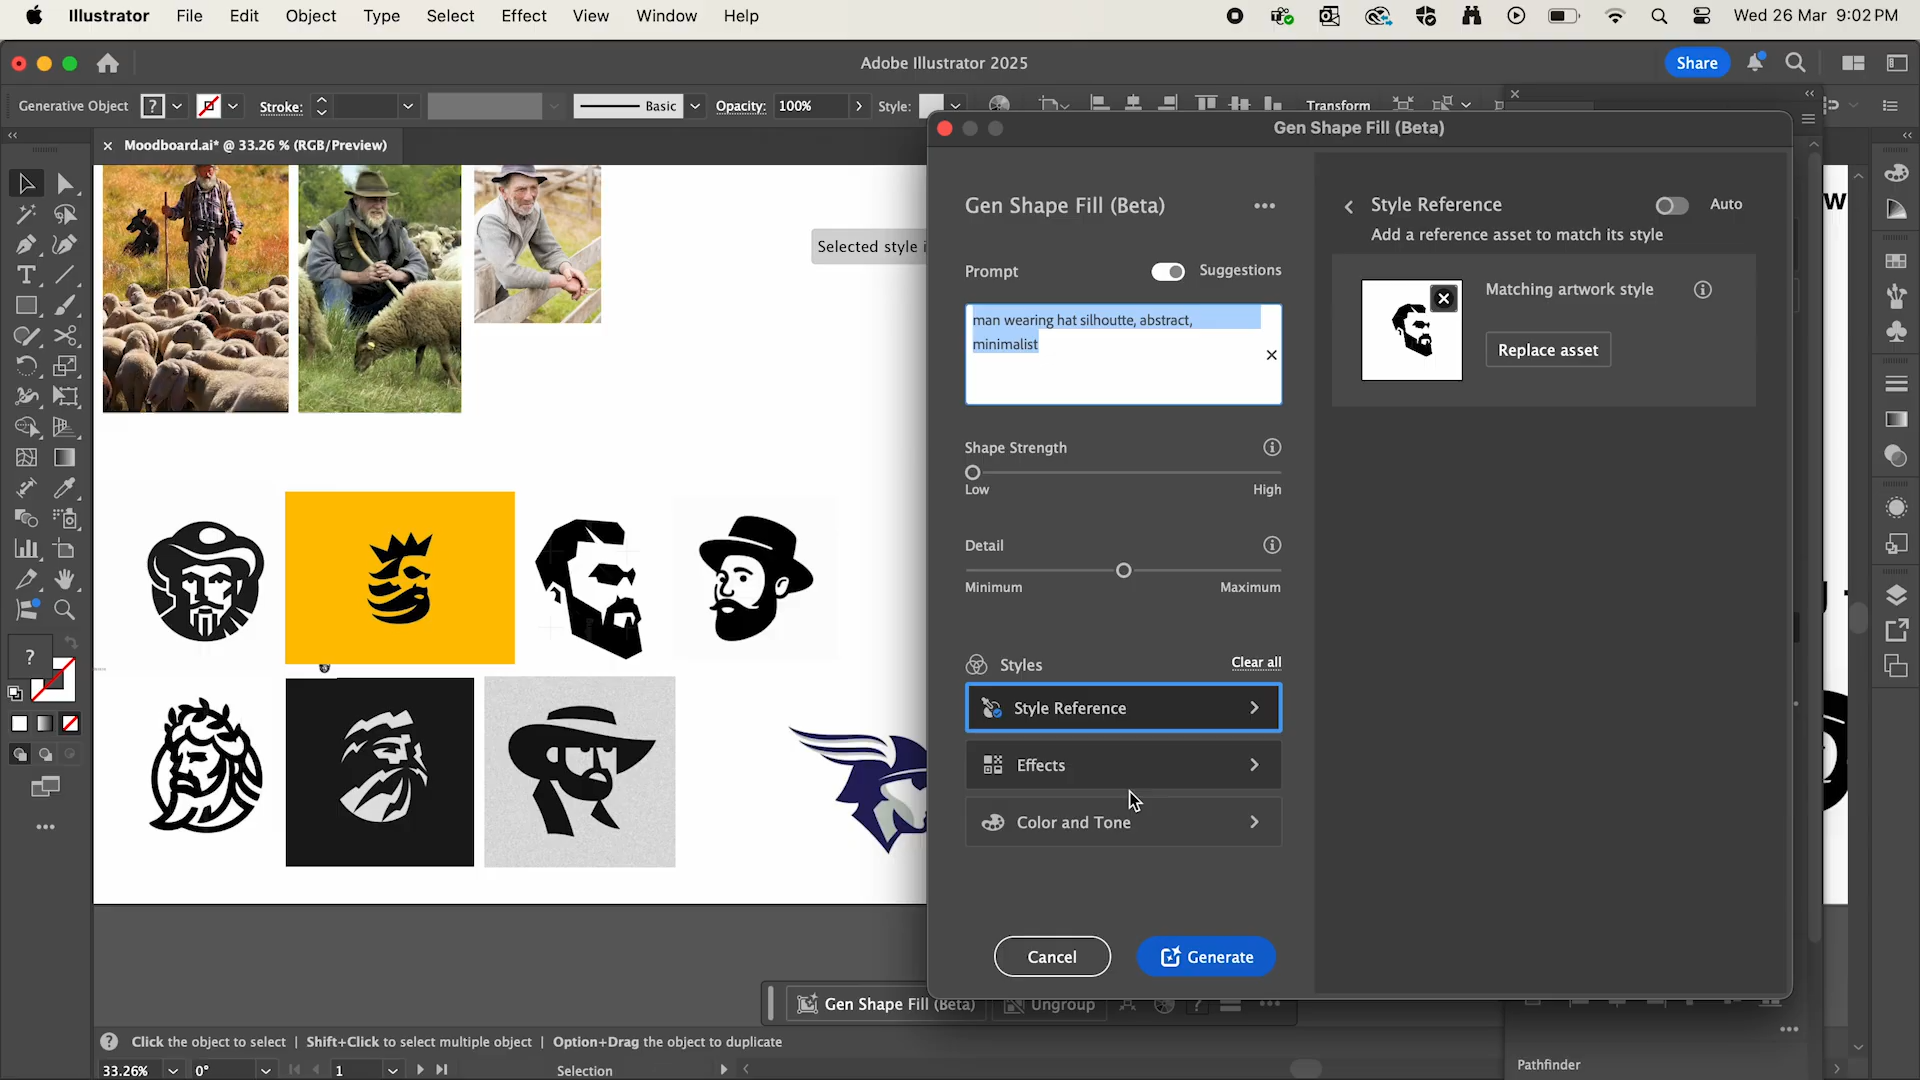 Illustrator File Edit Object Type Select Effect View Window Help
Wed 26 Mar 9:02 PM
Adobe Illustrator 2025
Share
Generative Object
?
Stroke:
Basic
Opacity:
100%
Style:
Transform
Moodboard.ai* @ 33.26 % (RGB/Preview)
Gen Shape Fill (Beta)
Gen Shape Fill (Beta)
Prompt
Suggestions
man wearing hat silhoutte, abstract,
minimalist
Shape Strength
Low
High
Detail
Minimum
Maximum
Styles
Clear all
Style Reference
Effects
Color and Tone
Cancel
Generate
Style Reference
Auto
Add a reference asset to match its style
Matching artwork style
Replace asset
Selected style i
w
T
?
Gen Shape Fill (Beta)
Ungroup
?
Click the object to select | Shift+Click to select multiple object | Option+Drag the object to duplicate
33.26%
0°
1
Selection
Pathfinder